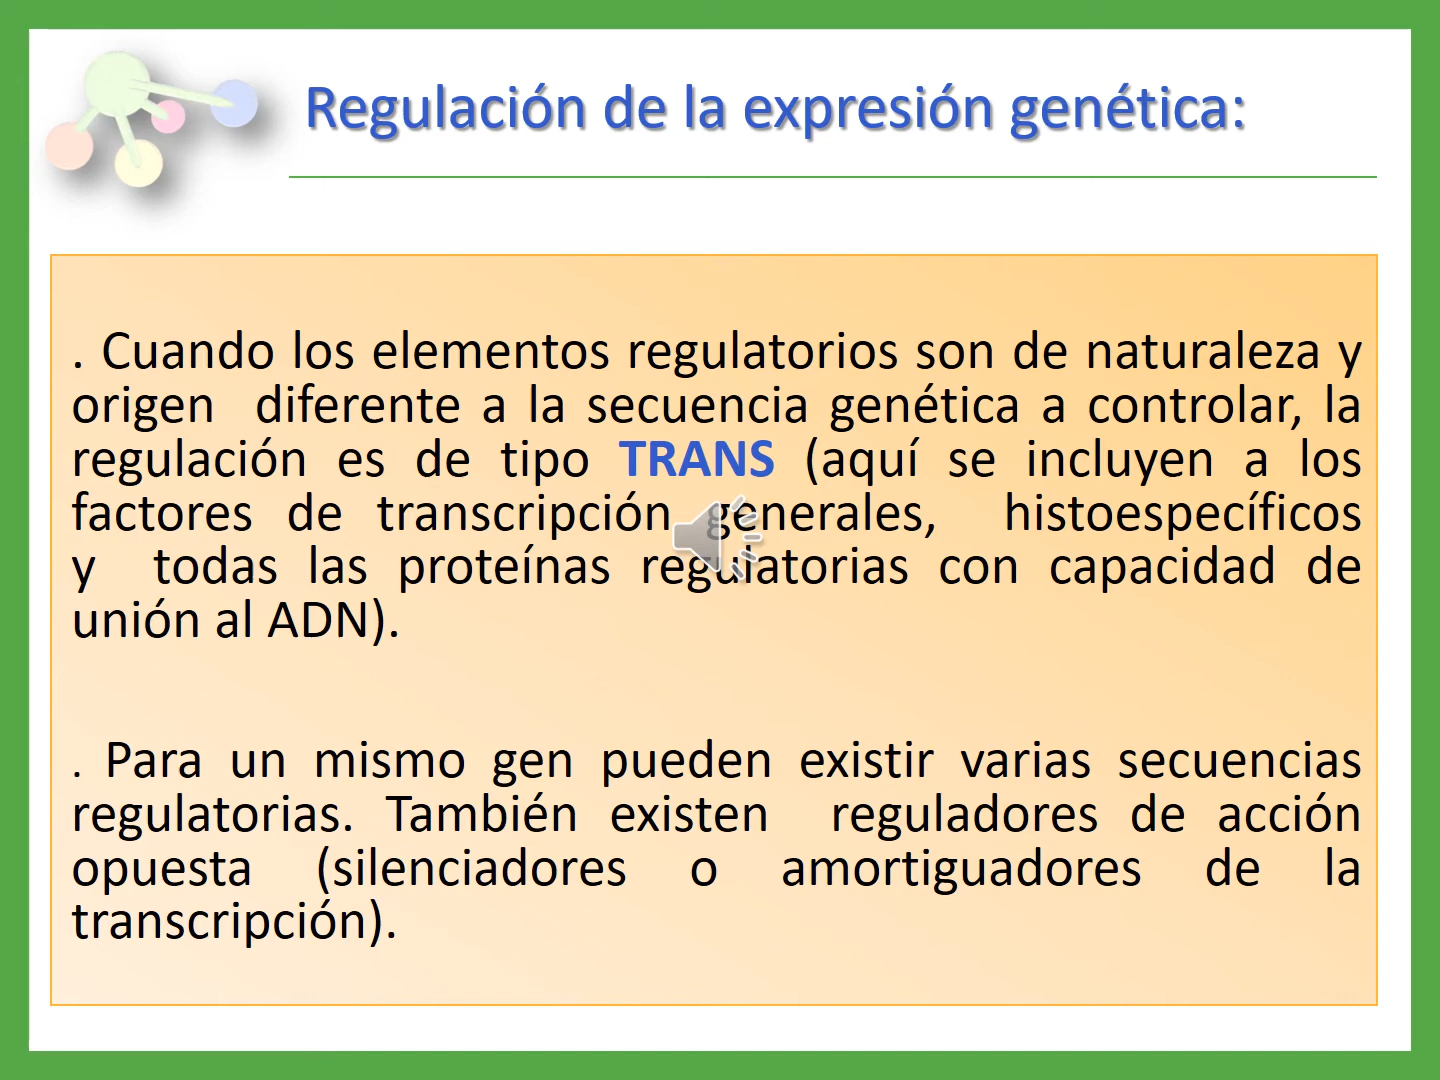 Regulación de la expresión genética:
. Cuando los elementos regulatorios son de naturaleza y
origen diferente a la secuencia genética a controlar, la
regulación es de tipo TRANS (aquí se incluyen a los
factores de transcripción generales, histoespecíficos
y todas las proteínas regulatorias con capacidad de
unión al ADN).
. Para un mismo gen pueden existir varias secuencias
regulatorias. También existen reguladores de acción
opuesta (silenciadores o amortiguadores de la
transcripción).